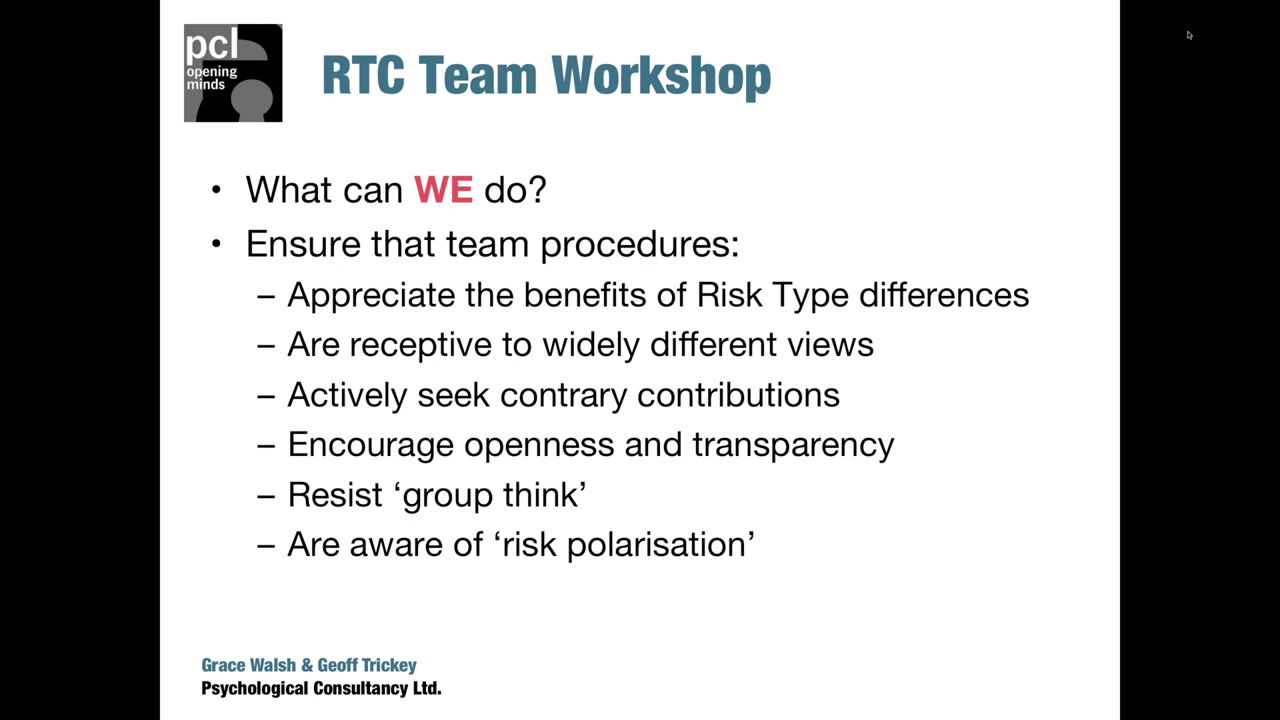 pcl
opening
minds
RTC Team Workshop
• What can WE do?
• Ensure that team procedures:
– Appreciate the benefits of Risk Type differences
– Are receptive to widely different views
– Actively seek contrary contributions
– Encourage openness and transparency
– Resist ‘group think’
– Are aware of ‘risk polarisation’
Grace Walsh & Geoff Trickey
Psychological Consultancy Ltd.